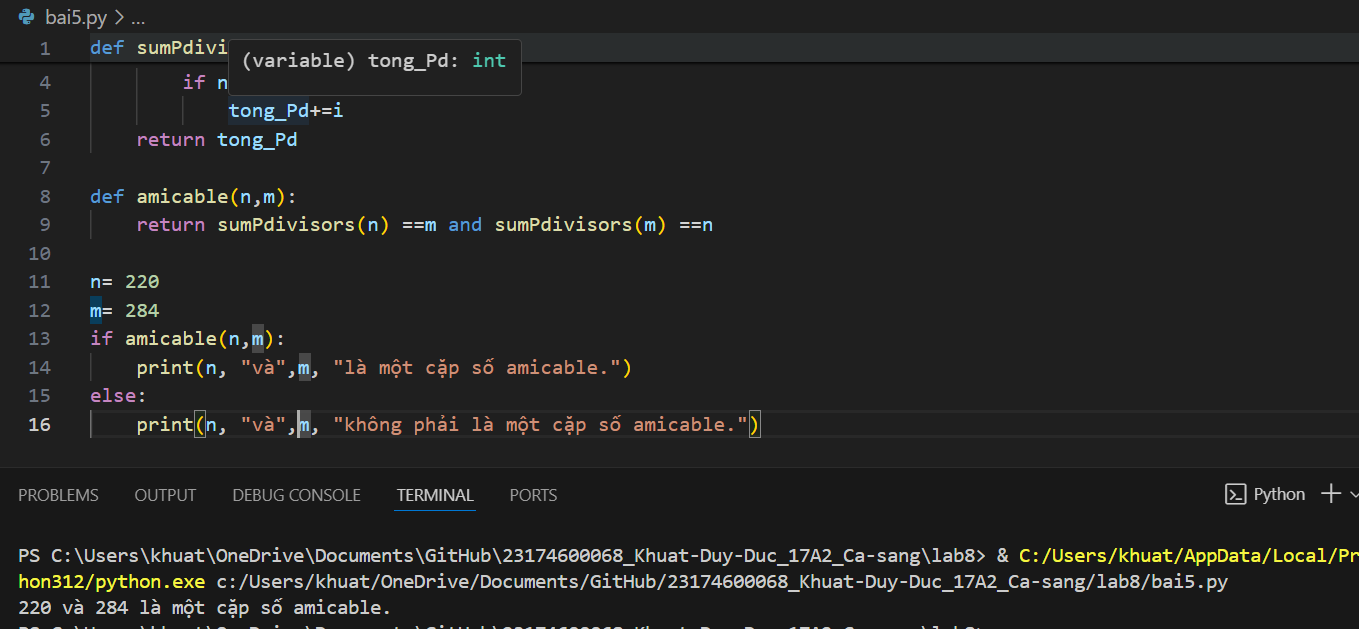 bai5.py > ...
1 def sumPdivi
(variable) tong_Pd: int
4 if n
5 tong_Pd+=i
6 return tong_Pd
7
8 def amicable(n,m):
9 return sumPdivisors(n) ==m and sumPdivisors(m) ==n
10
11 n= 220
12 m= 284
13 if amicable(n,m):
14 print(n, "và",m, "là một cặp số amicable.")
15 else:
16 print(n, "và",m, "không phải là một cặp số amicable.")
PROBLEMS OUTPUT DEBUG CONSOLE TERMINAL PORTS Python
PS C:\Users\khuat\OneDrive\Documents\GitHub\23174600068_Khuat-Duy-Duc_17A2_Ca-sang\lab8> & C:/Users/khuat/AppData/Local/Pr
hon312/python.exe c:/Users/khuat/OneDrive/Documents/GitHub/23174600068_Khuat-Duy-Duc_17A2_Ca-sang/lab8/bai5.py
220 và 284 là một cặp số amicable.